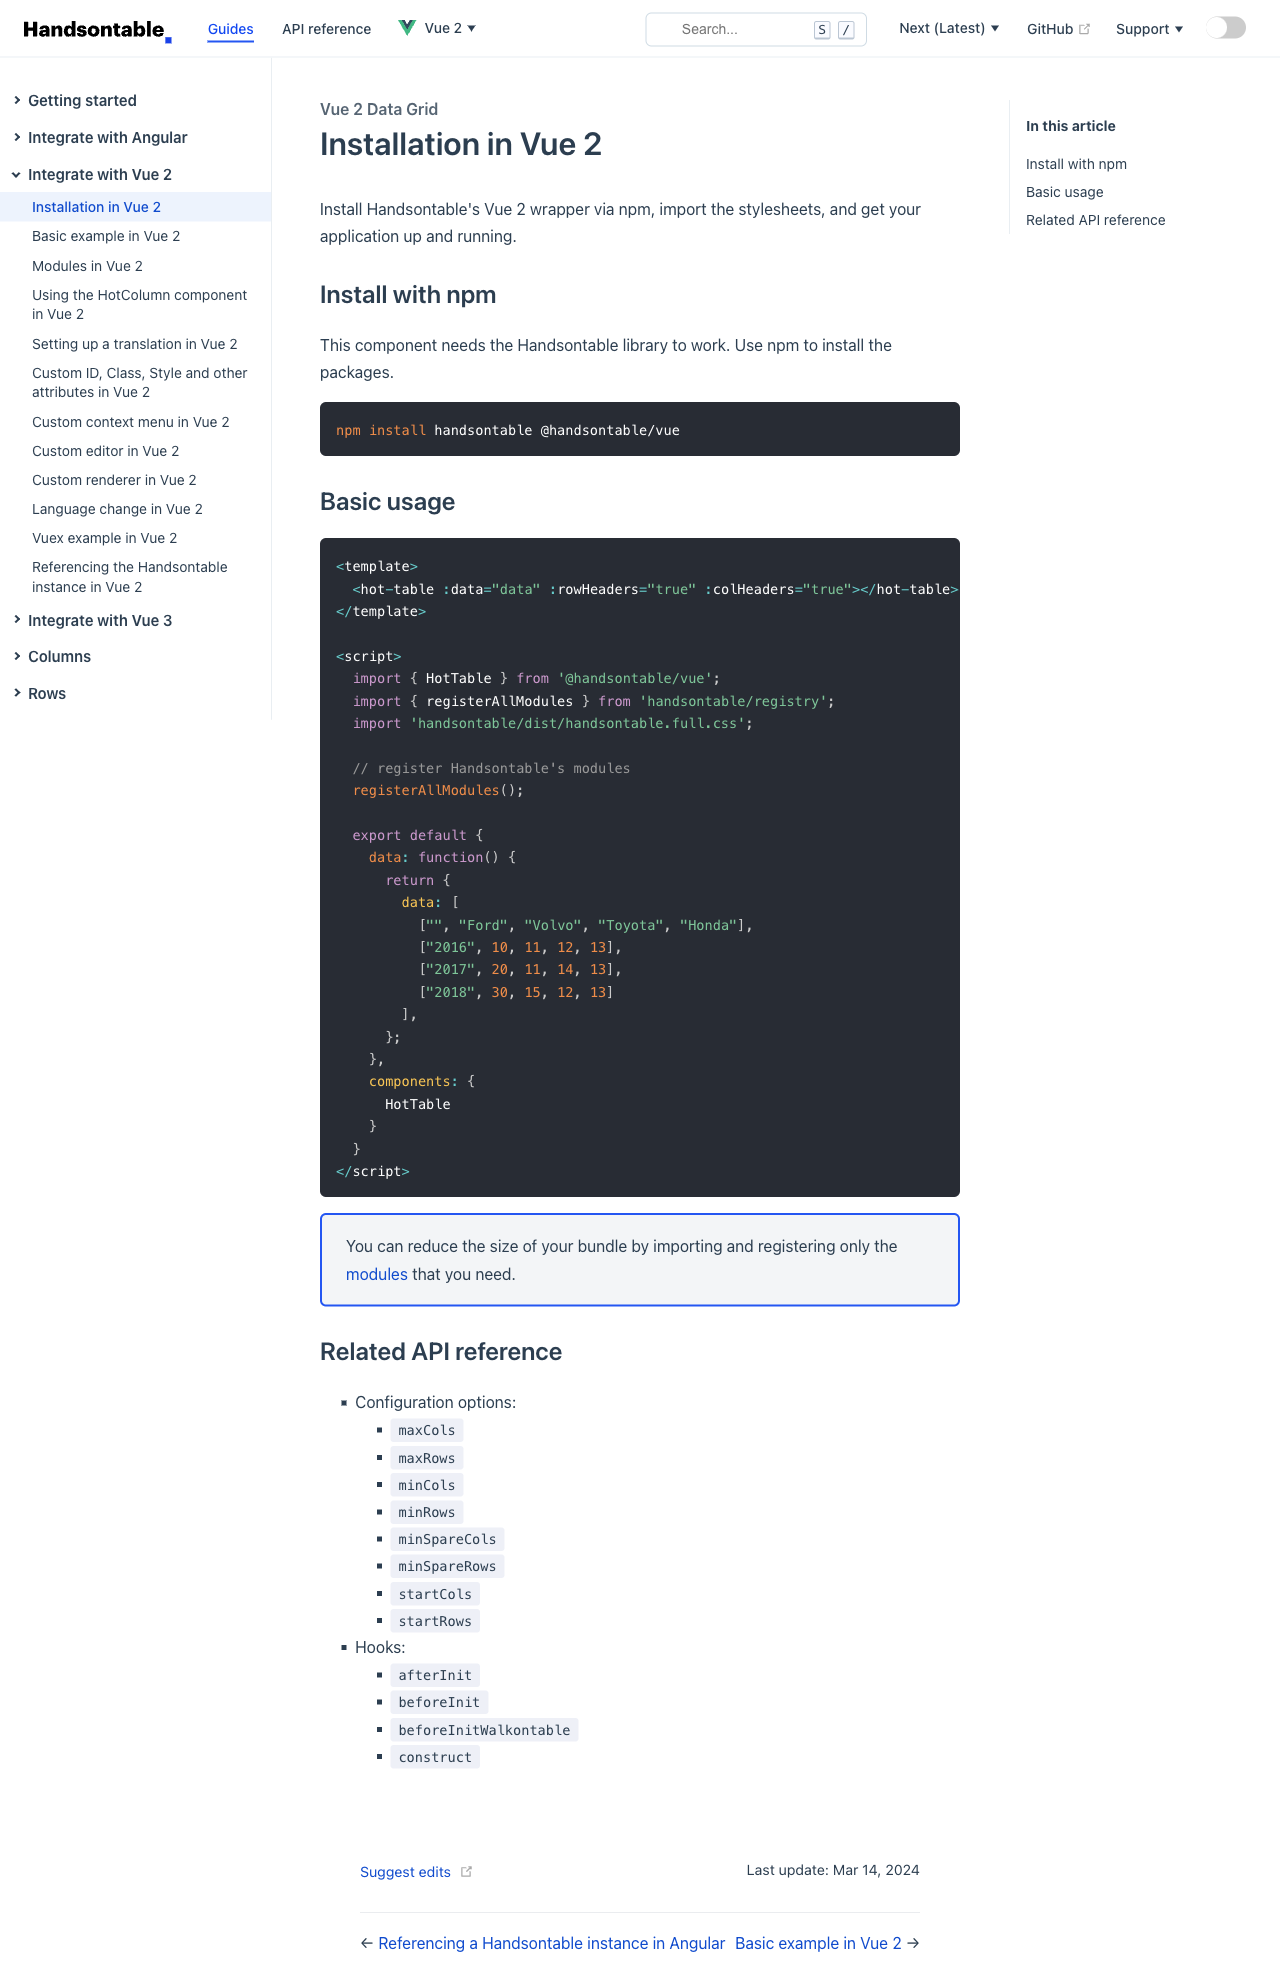 Handsontable
Guides
API reference
Vue 2
Search...
S
/
Next (Latest)
GitHub
Support
Getting started
Integrate with Angular
Integrate with Vue 2
Installation in Vue 2
Basic example in Vue 2
Modules in Vue 2
Using the HotColumn component
in Vue 2
Setting up a translation in Vue 2
Custom ID, Class, Style and other
attributes in Vue 2
Custom context menu in Vue 2
Custom editor in Vue 2
Custom renderer in Vue 2
Language change in Vue 2
Vuex example in Vue 2
Referencing the Handsontable
instance in Vue 2
Integrate with Vue 3
Columns
Rows
Vue 2 Data Grid
Installation in Vue 2
Install Handsontable's Vue 2 wrapper via npm, import the stylesheets, and get your
application up and running.
Install with npm
This component needs the Handsontable library to work. Use npm to install the
packages.
npm install handsontable @handsontable/vue
Basic usage
<template>
  <hot-table :data="data" :rowHeaders="true" :colHeaders="true"></hot-table>
</template>

<script>
  import { HotTable } from '@handsontable/vue';
  import { registerAllModules } from 'handsontable/registry';
  import 'handsontable/dist/handsontable.full.css';

  // register Handsontable's modules
  registerAllModules();

  export default {
    data: function() {
      return {
        data: [
          ["", "Ford", "Volvo", "Toyota", "Honda"],
          ["2016", 10, 11, 12, 13],
          ["2017", 20, 11, 14, 13],
          ["2018", 30, 15, 12, 13]
        ],
      };
    },
    components: {
      HotTable
    }
  }
</script>
You can reduce the size of your bundle by importing and registering only the
modules that you need.
Related API reference
Configuration options:
maxCols
maxRows
minCols
minRows
minSpareCols
minSpareRows
startCols
startRows
Hooks:
afterInit
beforeInit
beforeInitWalkontable
construct
Suggest edits
Last update: Mar 14, 2024
← Referencing a Handsontable instance in Angular
Basic example in Vue 2 →
In this article
Install with npm
Basic usage
Related API reference